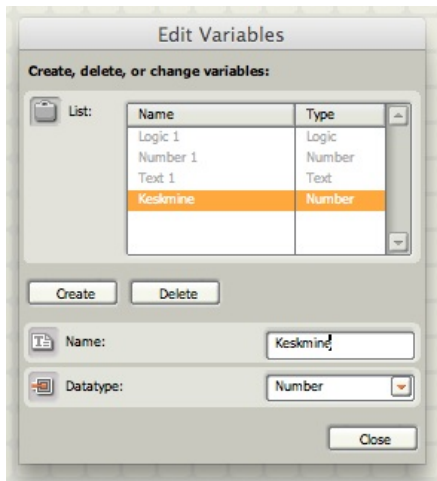 Edit Variables
Create, delete, or change variables:
List:
Name Type
Logic 1 Logic
Number 1 Number
Text 1 Text
Keskmine Number
Create Delete
Name: Keskmine
Datatype: Number
Close